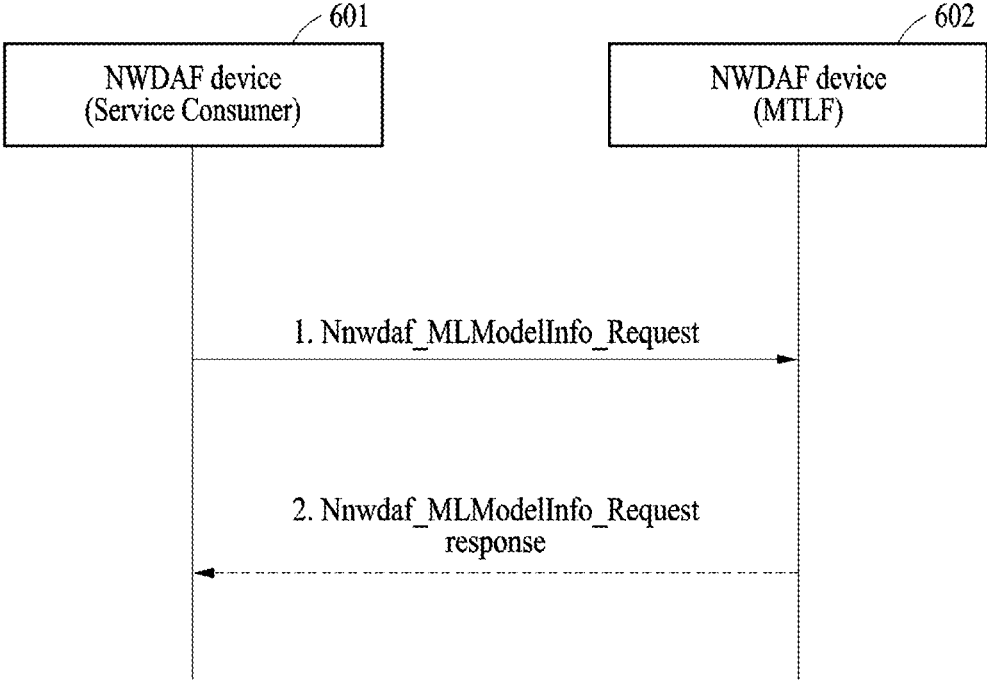 601
602
NWDAF device
(Service Consumer)
NWDAF device
(MTLF)
1. Nnwdaf_MLModelInfo_Request
2. Nnwdaf_MLModelInfo_Request
response